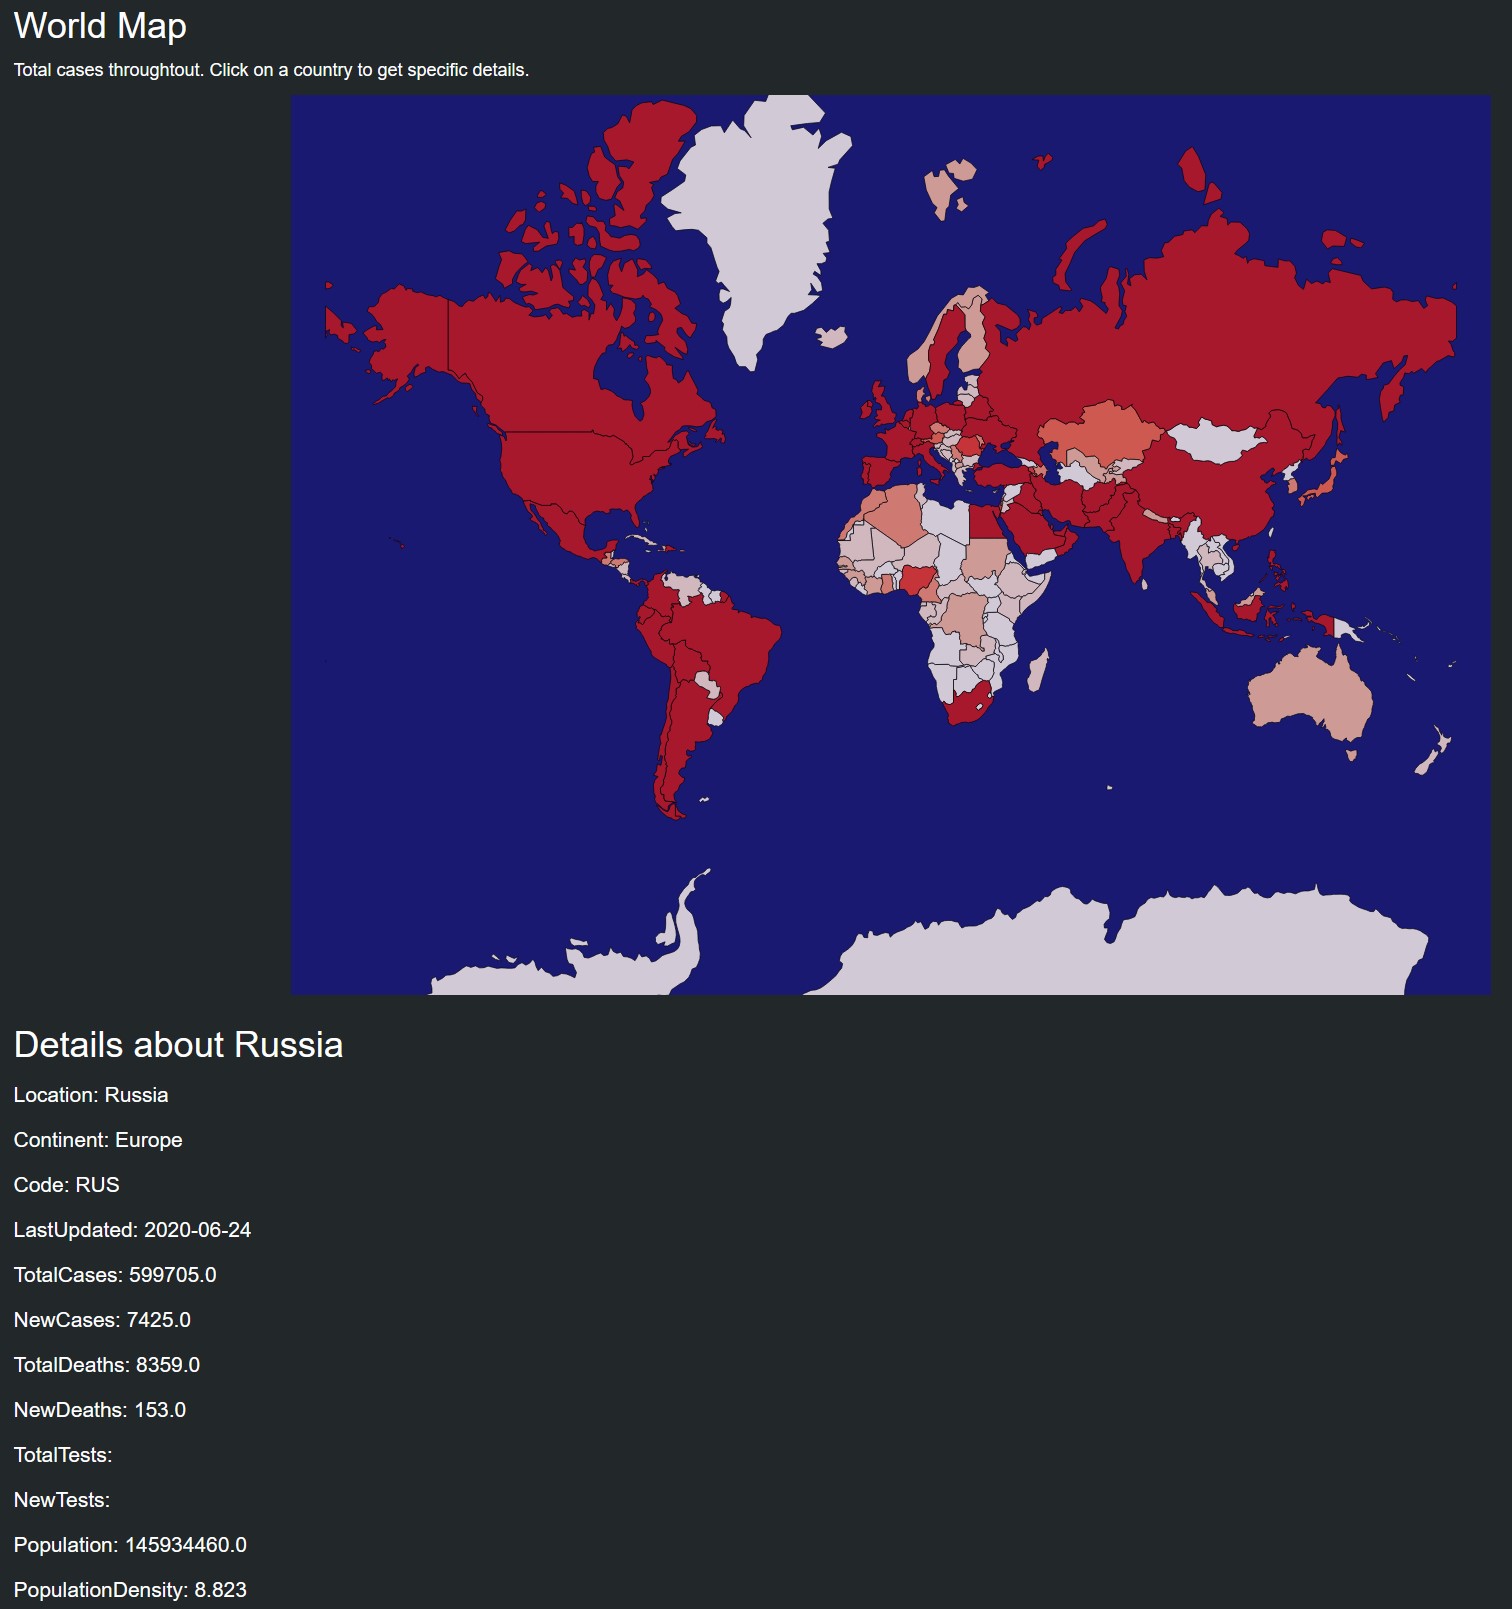 World Map
Total cases throughtout. Click on a country to get specific details.
Details about Russia
Location: Russia
Continent: Europe
Code: RUS
LastUpdated: 2020-06-24
TotalCases: 599705.0
NewCases: 7425.0
TotalDeaths: 8359.0
NewDeaths: 153.0
TotalTests:
NewTests:
Population: 145934460.0
PopulationDensity: 8.823